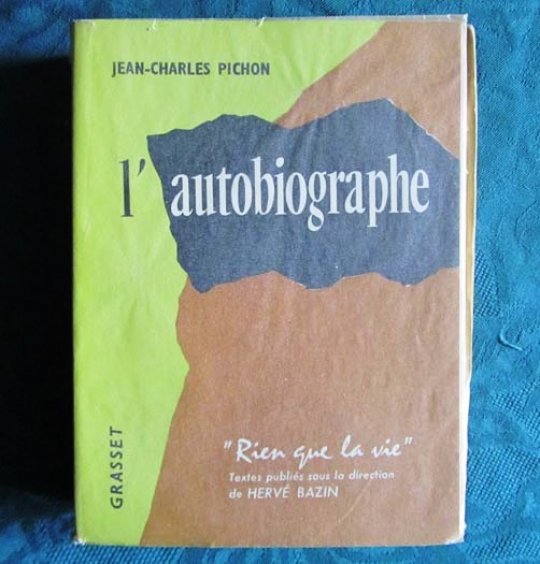 JEAN-CHARLES PICHON
l'autobiographe
"Rien que la vie"
Textes publiés sous la direction
de HERVÉ BAZIN
GRASSET